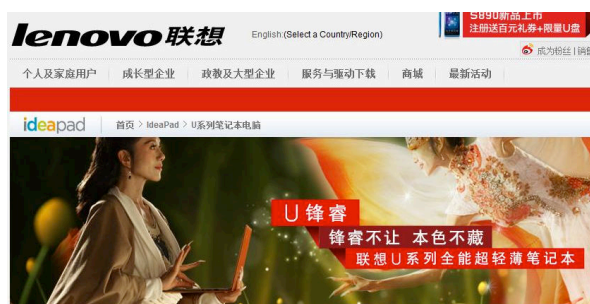 S890新品上市
注册送百元礼券+限量U盘
lenovo联想
English:(Select a Country/Region)
成为粉丝 | 销售
个人及家庭用户 成长型企业 政教及大型企业 服务与驱动下载 商城 最新活动
ideapad 首页 > IdeaPad > U系列笔记本电脑
U锋睿
锋睿不让 本色不藏
联想U系列全能超轻薄笔记本